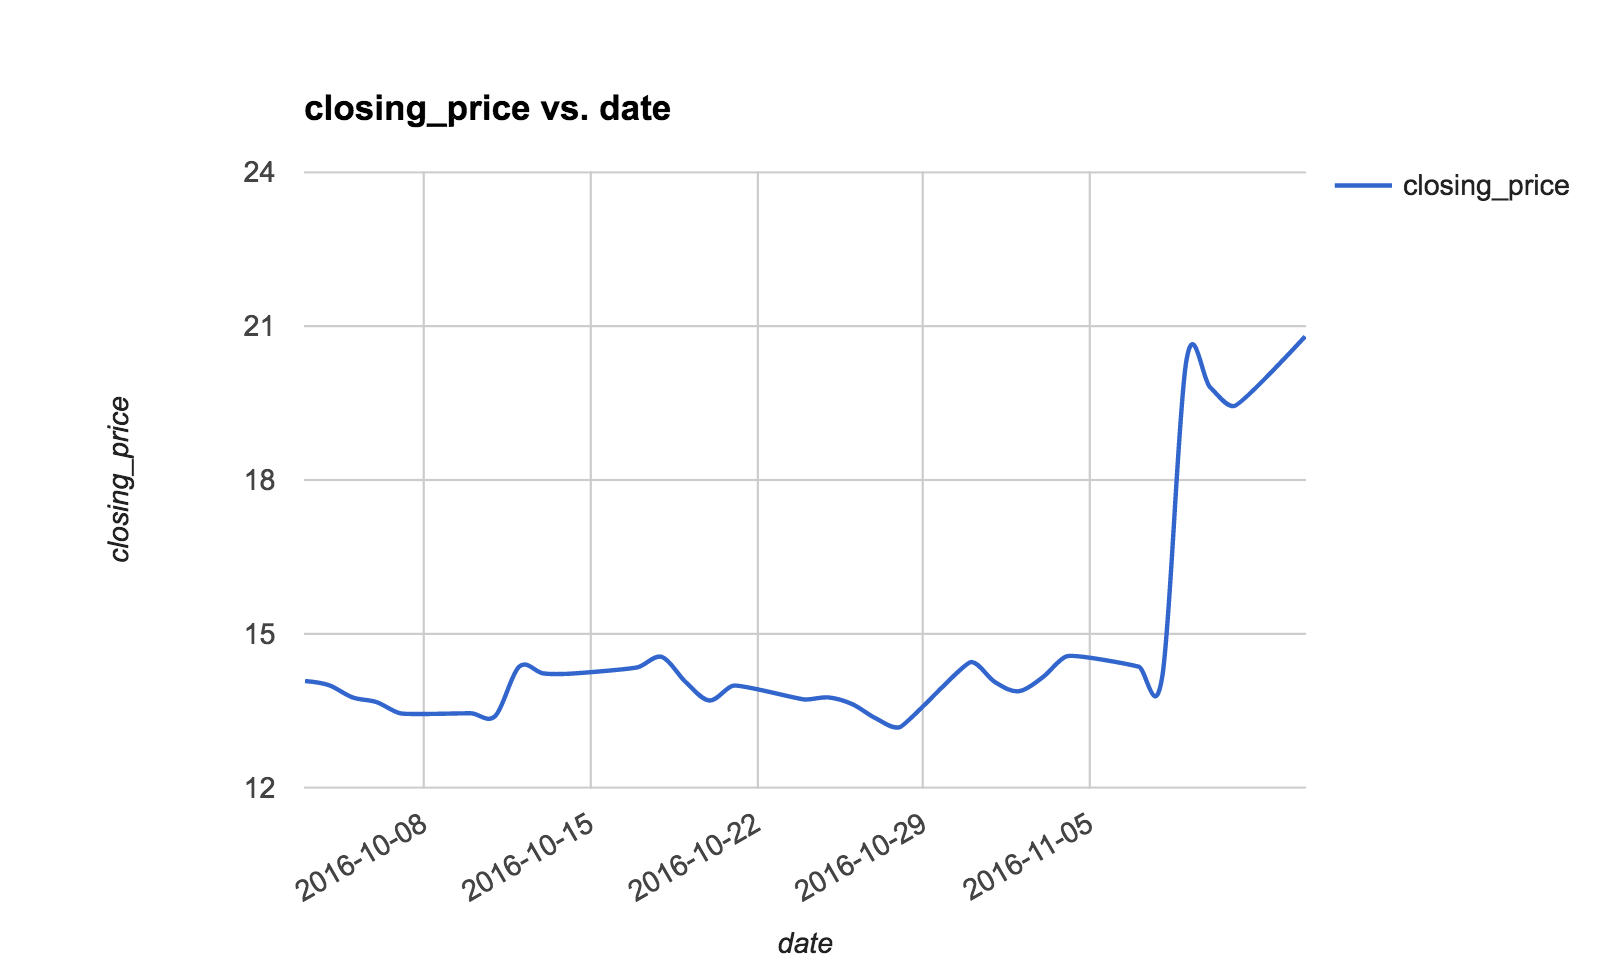 closing_price vs. date
24
closing_price
21
18
15
12
closing_price
2016-10-08
2016-10-15
2016-10-22
2016-10-29
2016-11-05
date